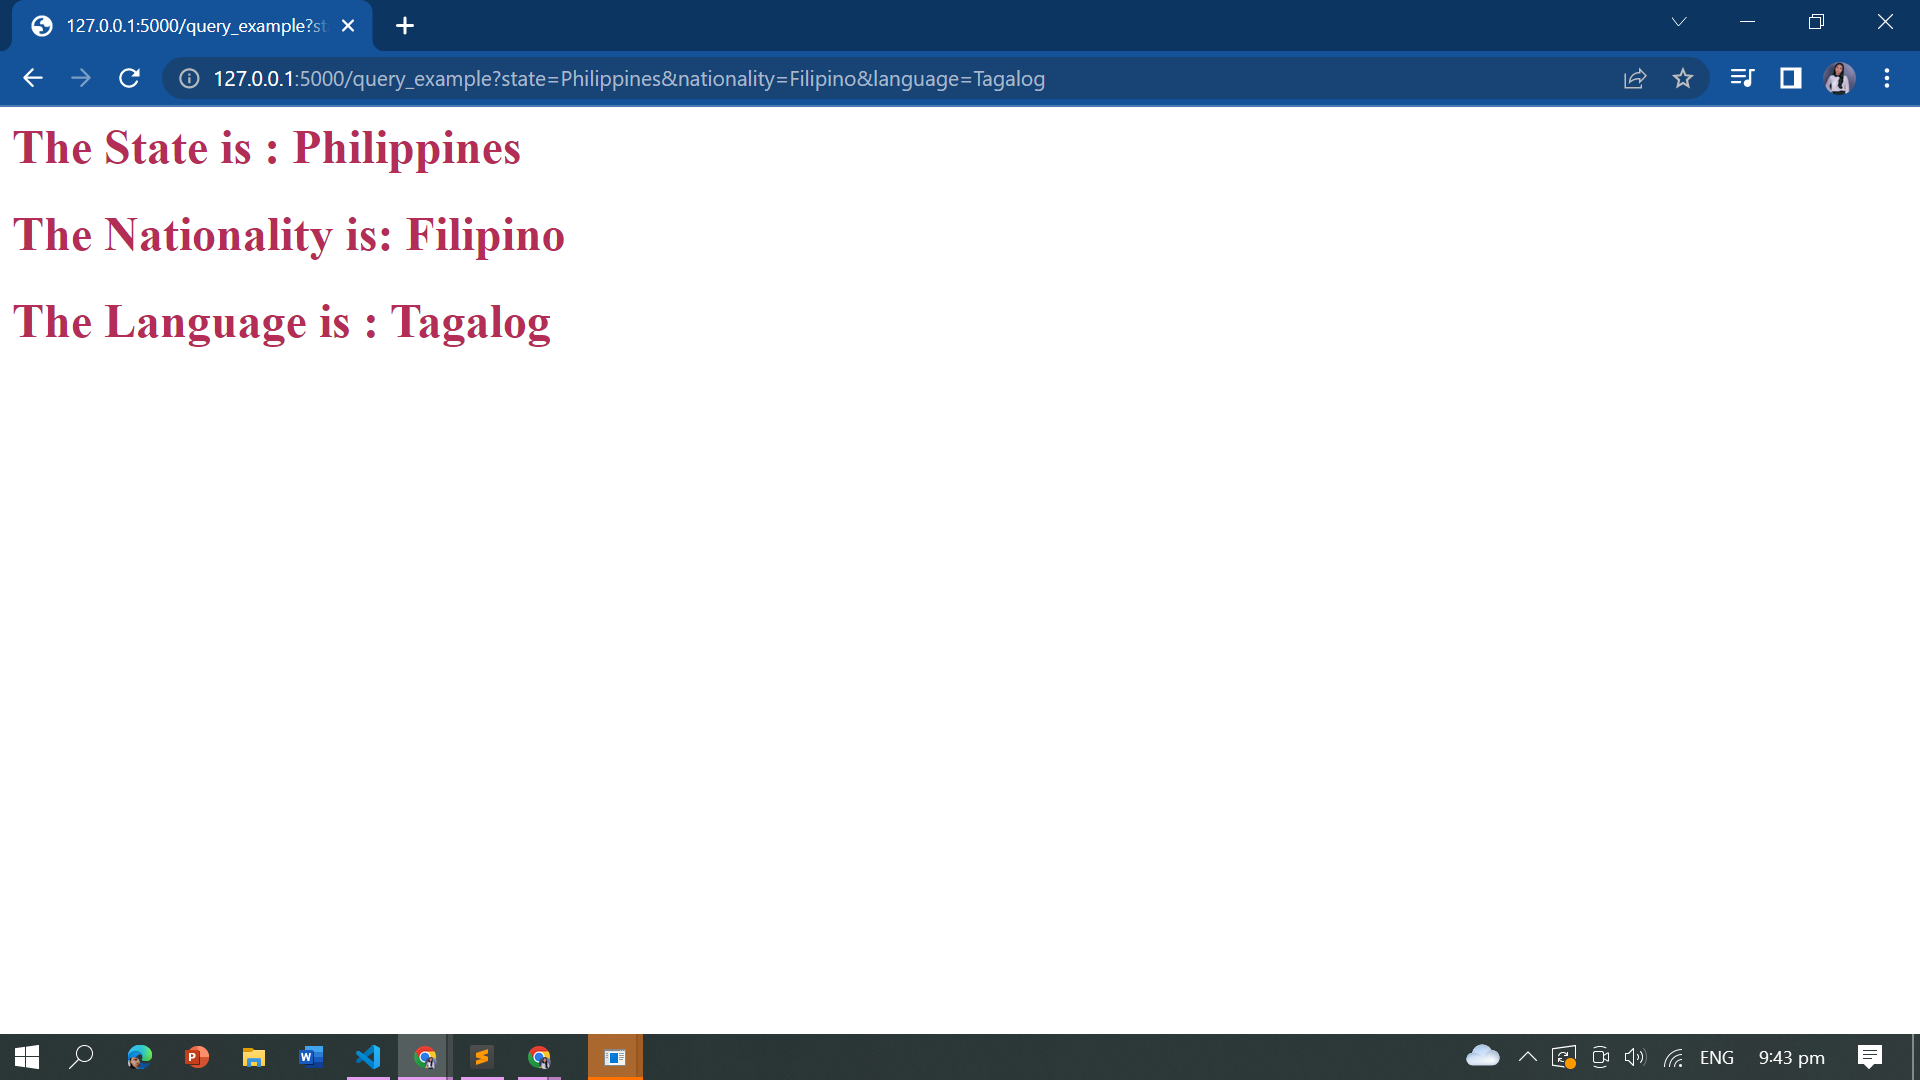 127.0.0.1:5000/query_example?st
127.0.0.1:5000/query_example?state=Philippines&nationality=Filipino&language=Tagalog
The State is : Philippines
The Nationality is: Filipino
The Language is : Tagalog
ENG
9:43 pm